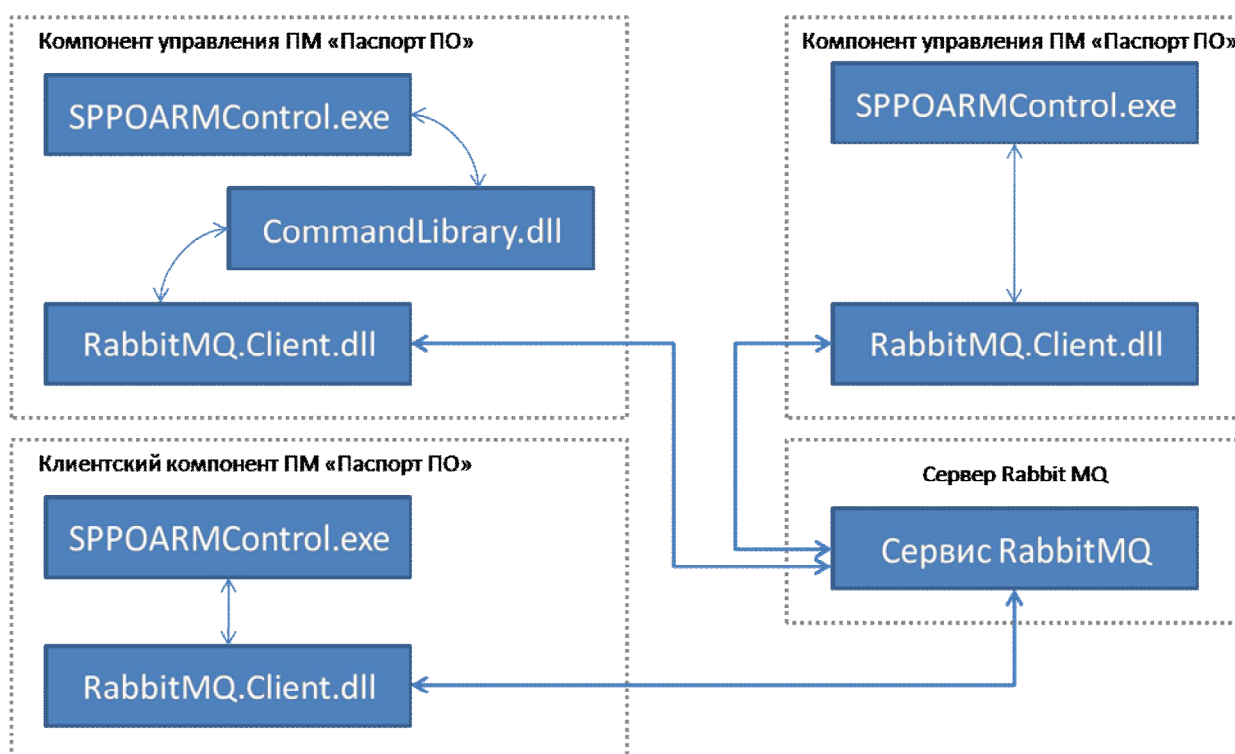 Компонент управления ПМ «Паспорт ПО»
SPPOARMControl.exe
CommandLibrary.dll
RabbitMQ.Client.dll
Компонент управления ПМ «Паспорт ПО»
SPPOARMControl.exe
RabbitMQ.Client.dll
Клиентский компонент ПМ «Паспорт ПО»
SPPOARMControl.exe
RabbitMQ.Client.dll
Сервер Rabbit MQ
Сервис RabbitMQ